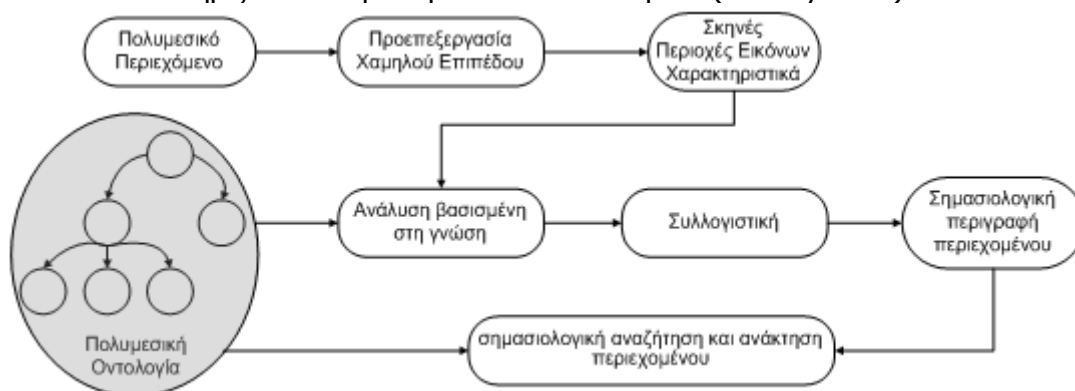 Πολυμεσικό
Περιεχόμενο
Προεπεξεργασία
Χαμηλού Επιπέδου
Σκηνές
Περιοχές Εικόνων
Χαρακτηριστικά
Ανάλυση βασισμένη
στη γνώση
Συλλογιστική
Σημασιολογική
περιγραφή
περιεχομένου
Πολυμεσική
Οντολογία
σημασιολογική αναζήτηση και ανάκτηση
περιεχομένου